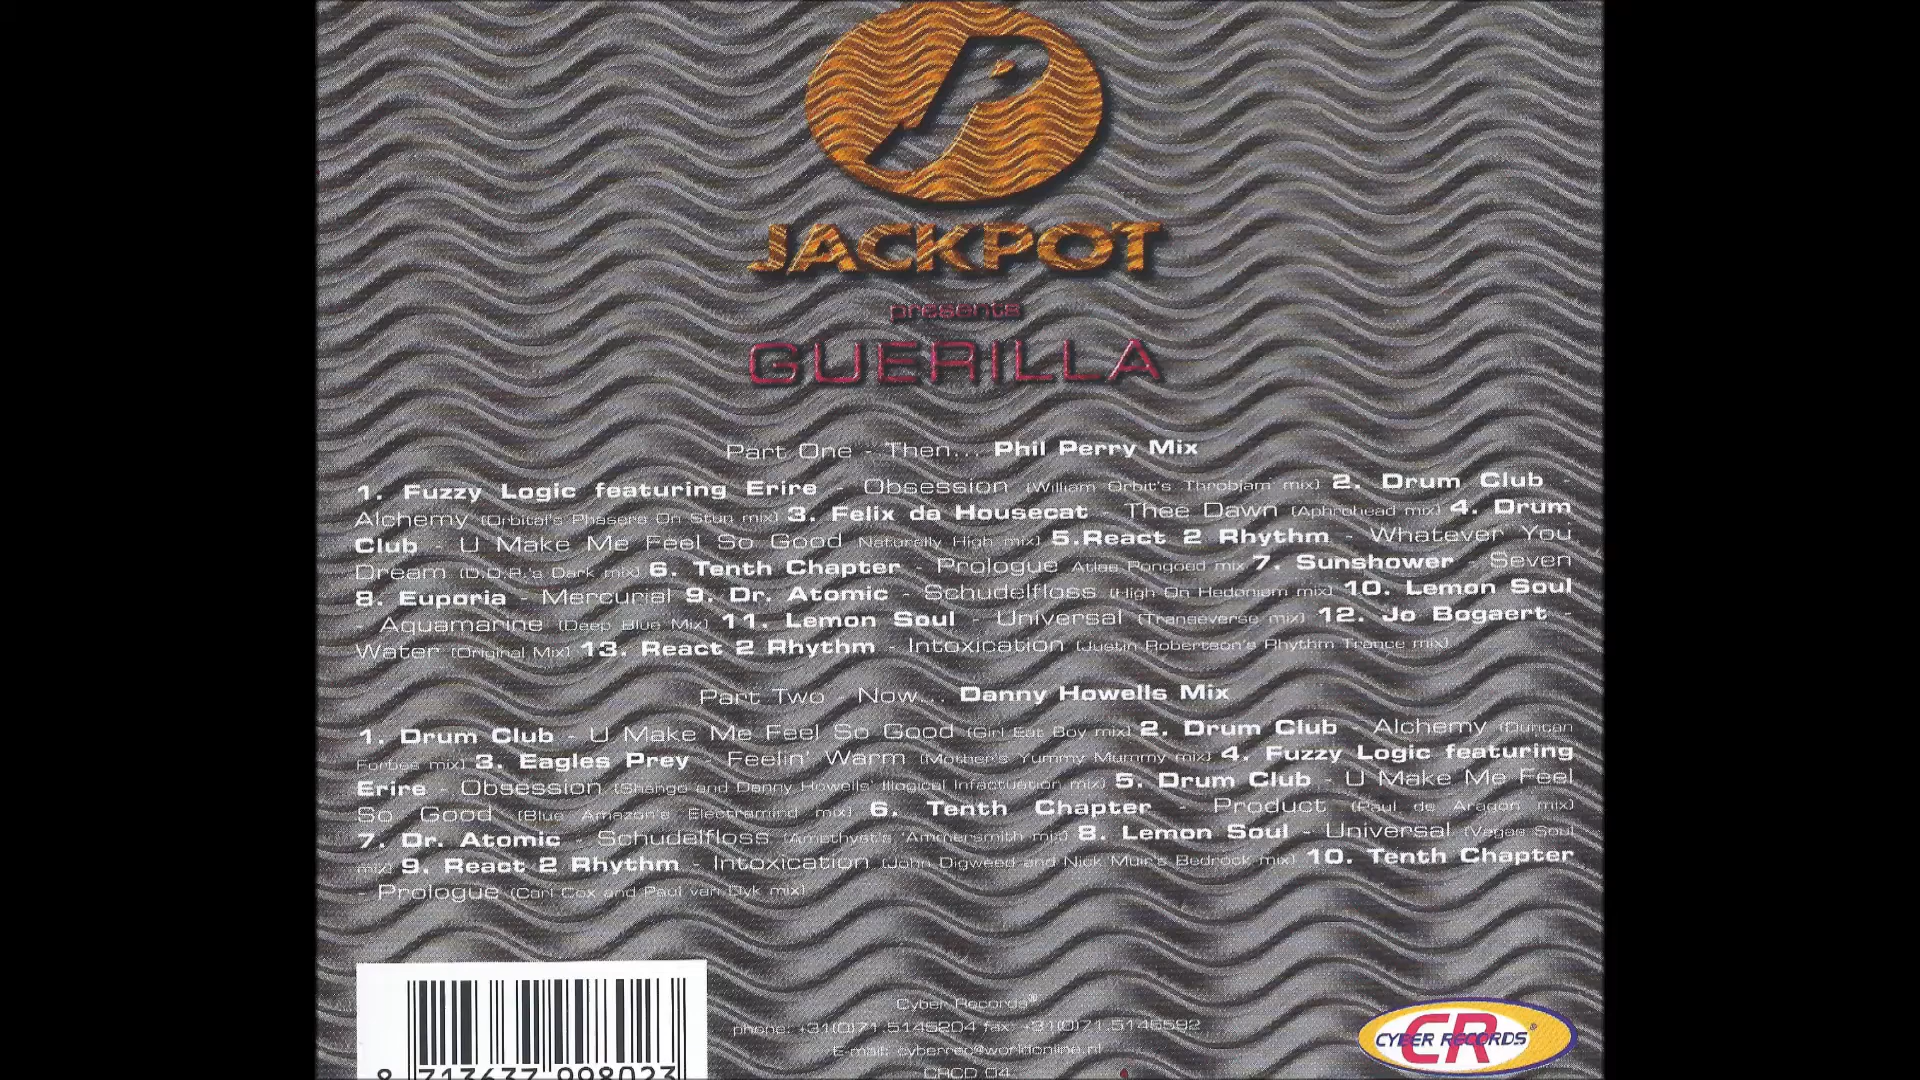 JACKPOT
presents
GUERILLA
Part One - Then... Phil Perry Mix
1. Fuzzy Logic featuring Erire - Obsession (William Orbit's Throbjam mix) 2. Drum Club -
Alchemy (Orbital's Phasers On Stun mix) 3. Felix da Housecat - Thee Dawn (Aphrohead mix) 4. Drum
Club - U Make Me Feel So Good Naturally High mix) 5.React 2 Rhythm - Whatever You
Dream (D.O.P.'s Dark mix) 6. Tenth Chapter - Prologue Atlas Pongoed mix 7. Sunshower - Seven
8. Euporia - Mercurial 9. Dr. Atomic - Schudelfloss (High On Hedonism mix) 10. Lemon Soul
- Aquamarine (Deep Blue Mix) 11. Lemon Soul - Universal (Transeverse mix) 12. Jo Bogaert -
Water (Original Mix) 13. React 2 Rhythm - Intoxication (Justin Robertson's Rhythm Trance mix)
Part Two - Now... Danny Howells Mix
1. Drum Club - U Make Me Feel So Good (Girl Eat Boy mix) 2. Drum Club - Alchemy (Duncan
Forbes mix) 3. Eagles Prey - Feelin' Warm (Mother's Yummy Mummy mix) 4. Fuzzy Logic featuring
Erire - Obsession (Shango and Danny Howells' Illogical Infactuation mix) 5. Drum Club - U Make Me Feel
So Good (Blue Amazon's Electramind mix) 6. Tenth Chapter - Product (Paul de Aragon mix)
7. Dr. Atomic - Schudelfloss (Amethyst's 'Ammersmith mix) 8. Lemon Soul - Universal (Vegas Soul
mix) 9. React 2 Rhythm - Intoxication (John Digweed and Nick Muir's Bedrock mix) 10. Tenth Chapter
- Prologue (Carl Cox and Paul van Dyk mix)
Cyber Records®
phone: +31(0)71.5146204 fax: +31(0)71.5146592
E-mail: cyberrec@worldonline.nl
CRCD 04
8 713637 998023
CR
CYBER RECORDS®